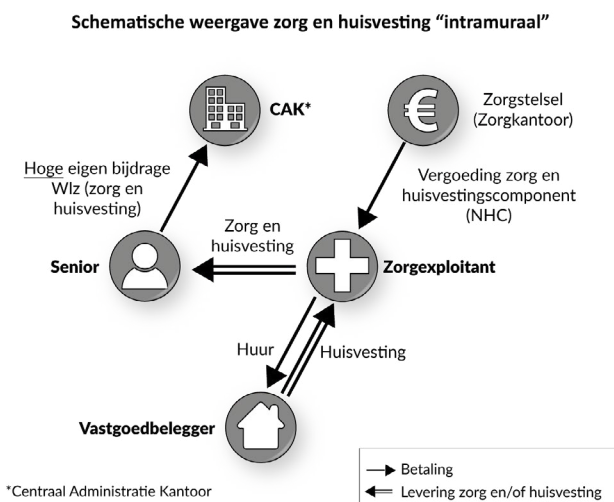 Schematische weergave zorg en huisvesting “intramuraal”
CAK*
Zorgstelsel
(Zorgkantoor)
Hoge eigen bijdrage
Wlz (zorg en
huisvesting)
Vergoeding zorg en
huisvestingscomponent
(NHC)
Zorg en
huisvesting
Senior
Zorgexploitant
Huur
Huisvesting
Vastgoedbelegger
*Centraal Administratie Kantoor
Betaling
Levering zorg en/of huisvesting